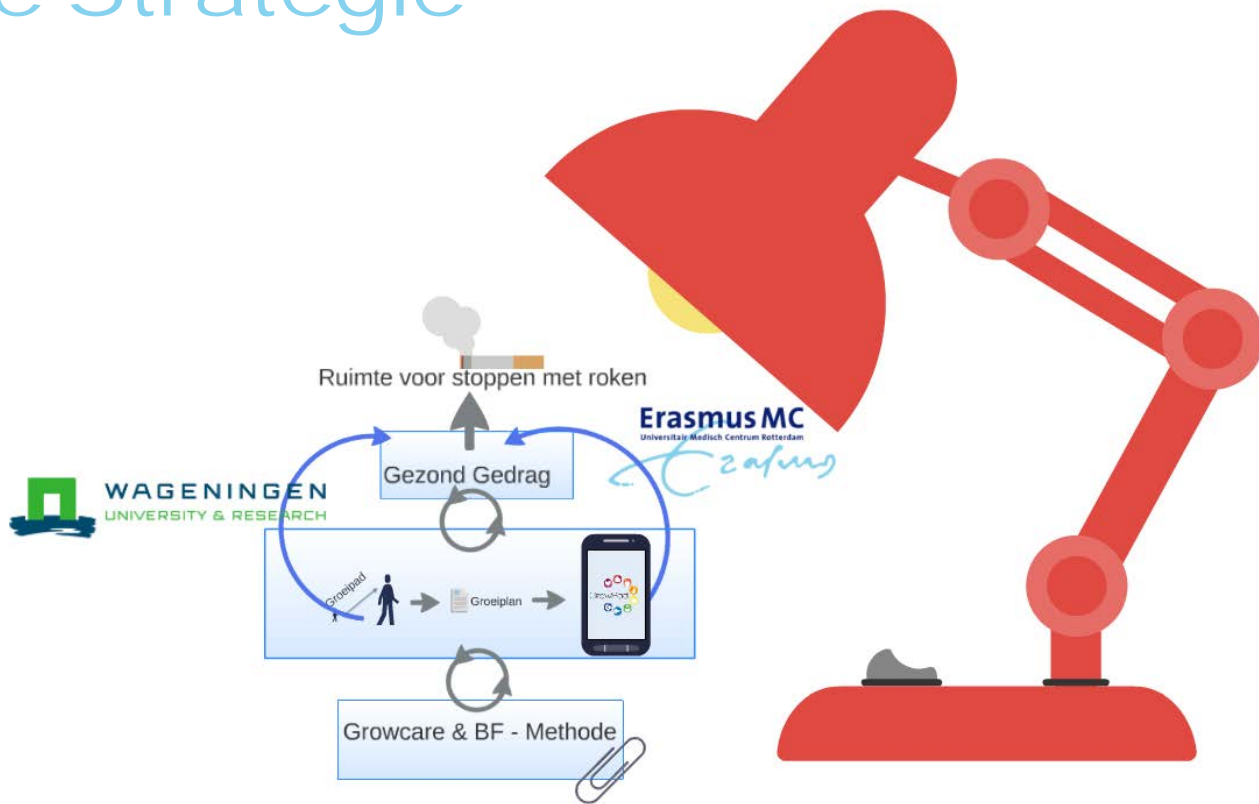 e Strategie
Ruimte voor stoppen met roken
Erasmus MC
Universitair Medisch Centrum Rotterdam
Erasmus
Gezond Gedrag
WAGENINGEN
UNIVERSITY & RESEARCH
Groeipad
Groeiplan
Growcare & BF - Methode